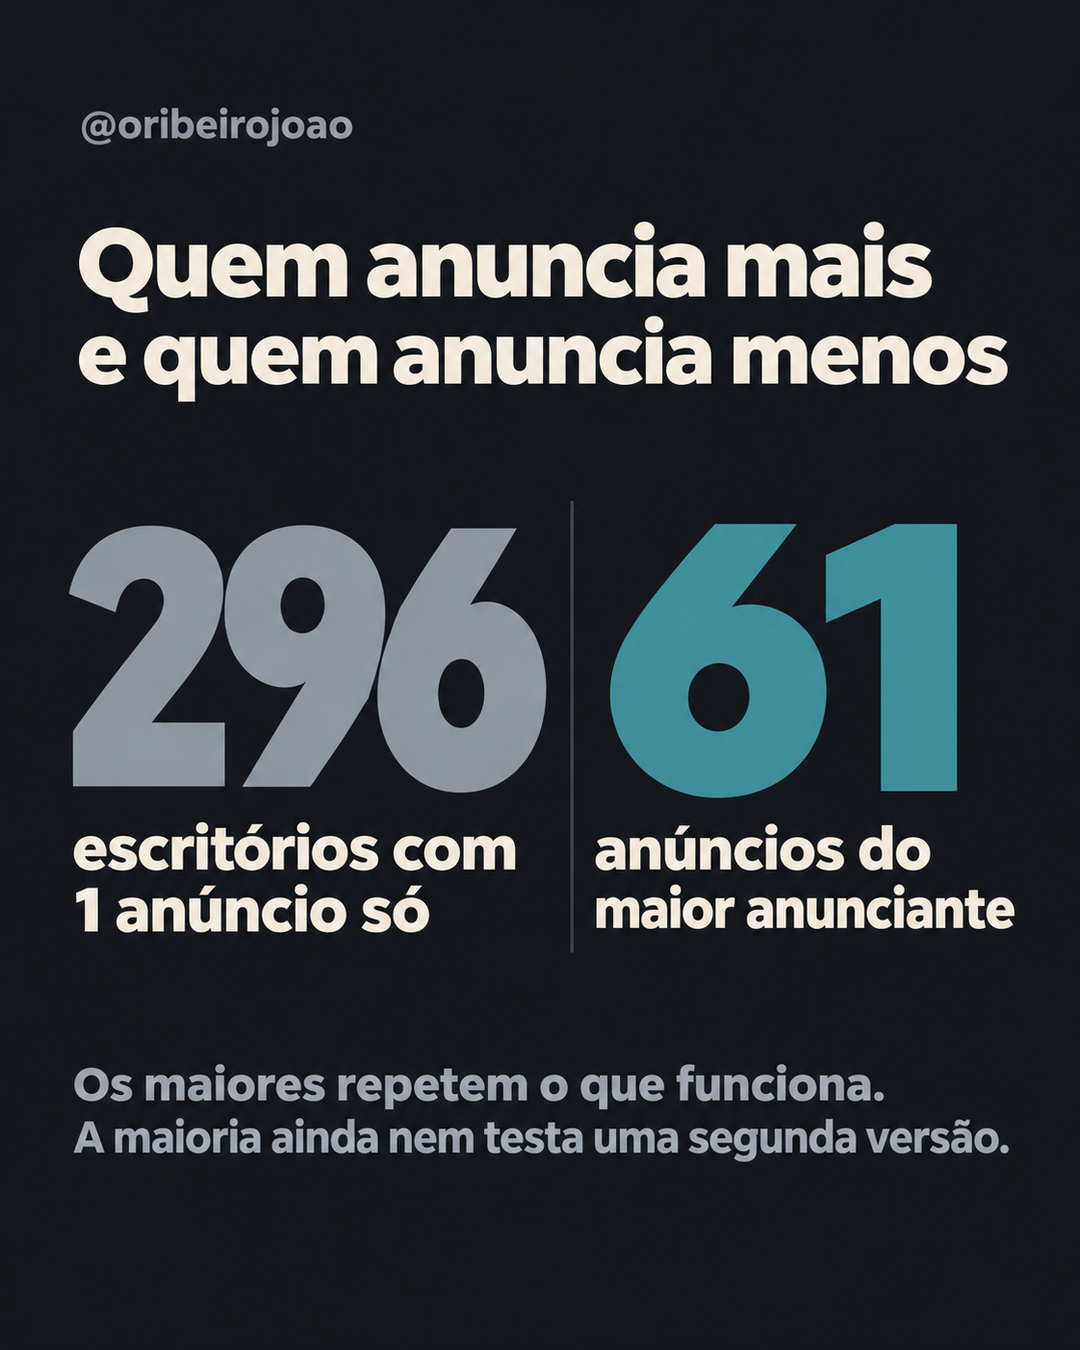 @oribeirojoao
Quem anuncia mais
e quem anuncia menos
296
escritórios com
1 anúncio só
61
anúncios do
maior anunciante
Os maiores repetem o que funciona.
A maioria ainda nem testa uma segunda versão.